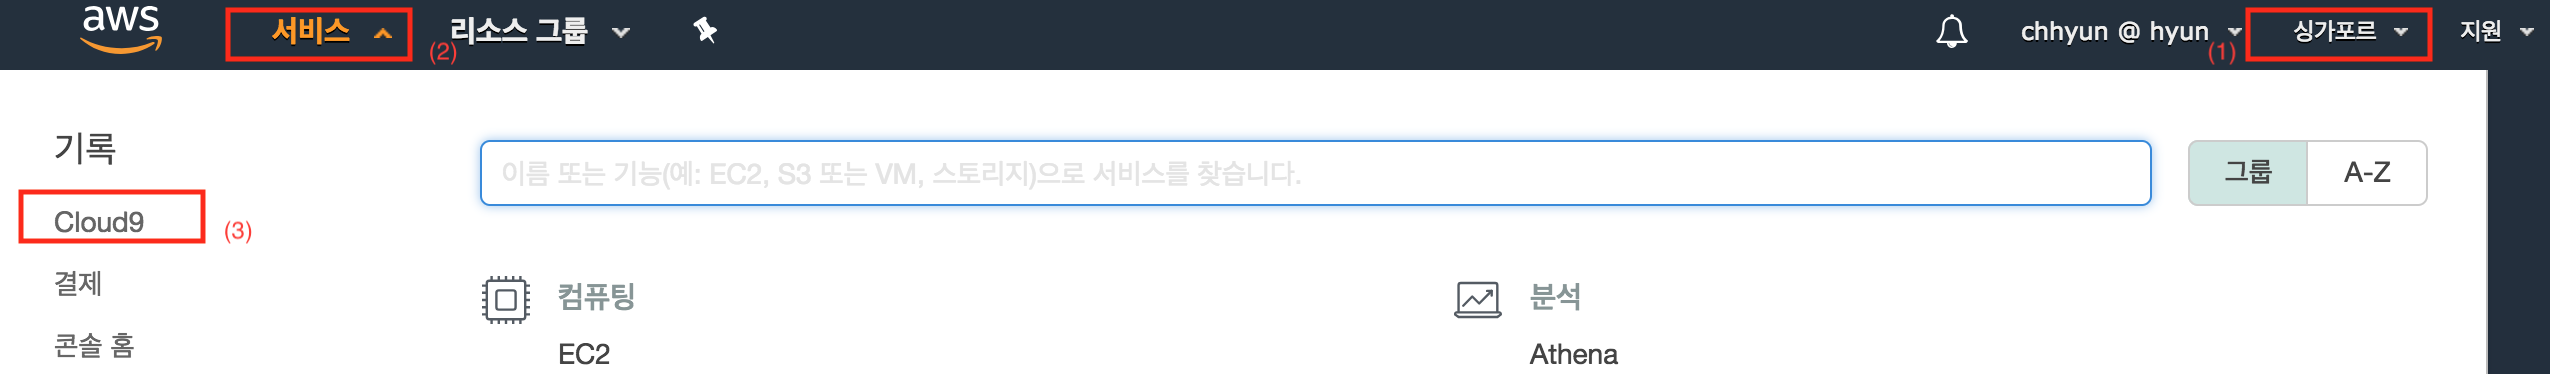 aws 서비스 (2) 리소스 그룹 chhyun @ hyun (1) 싱가포르 지원
기록
이름 또는 기능(예: EC2, S3 또는 VM, 스토리지)으로 서비스를 찾습니다. 그룹 A-Z
Cloud9 (3)
결제
컴퓨팅 분석
콘솔 홈
EC2 Athena